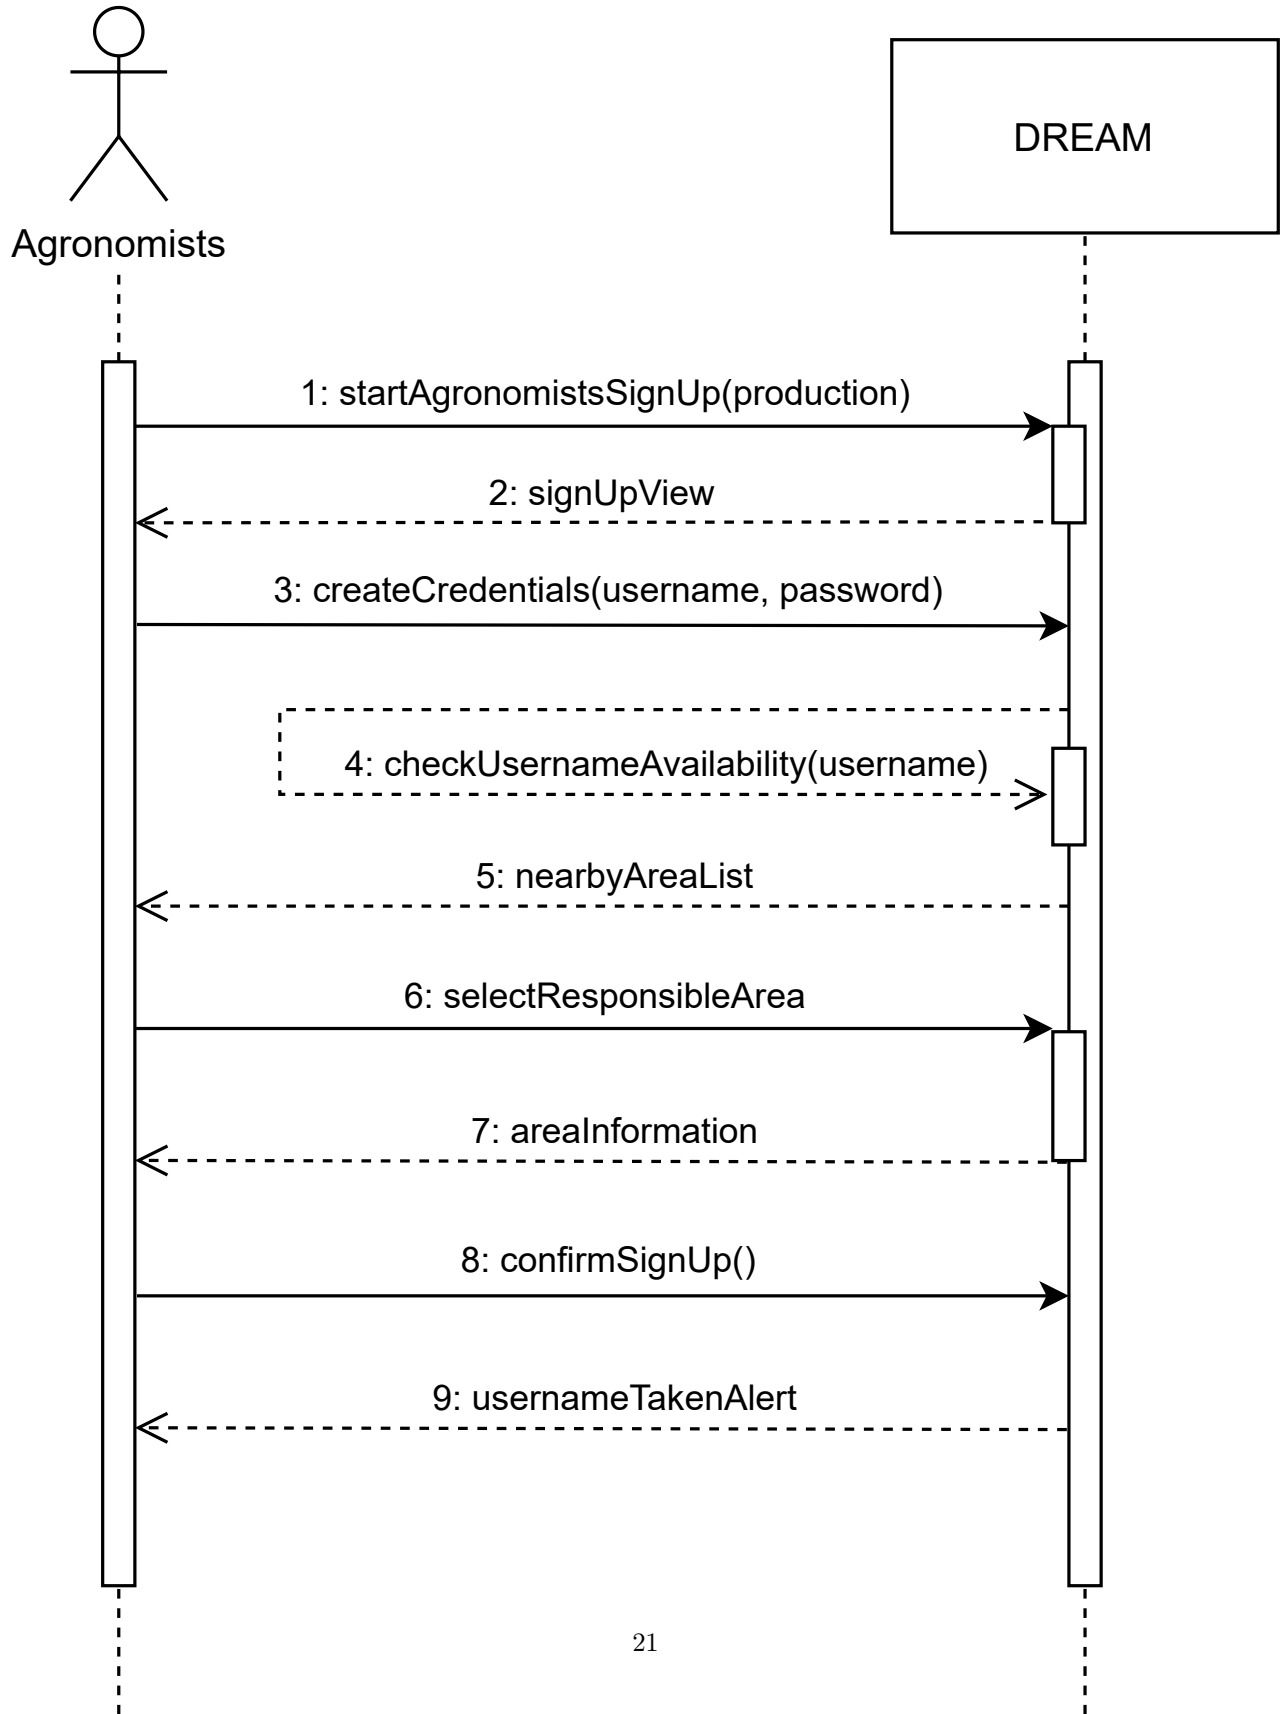 DREAM
Agronomists
1: startAgronomistsSignUp(production)
2: signUpView
3: createCredentials(username, password)
4: checkUsernameAvailability(username)
5: nearbyAreaList
6: selectResponsibleArea
7: areaInformation
8: confirmSignUp()
9: usernameTakenAlert
21